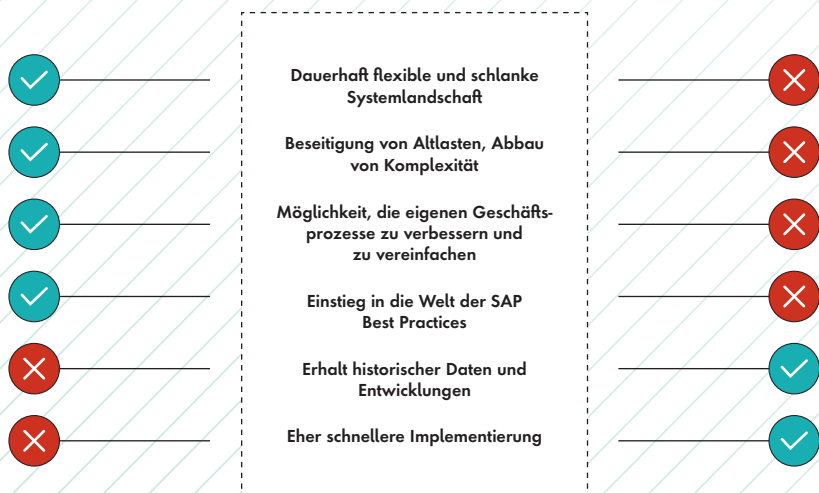 Dauerhaft flexible und schlanke
Systemlandschaft
Beseitigung von Altlasten, Abbau
von Komplexität
Möglichkeit, die eigenen Geschäfts-
prozesse zu verbessern und
zu vereinfachen
Einstieg in die Welt der SAP
Best Practices
Erhalt historischer Daten und
Entwicklungen
Eher schnellere Implementierung